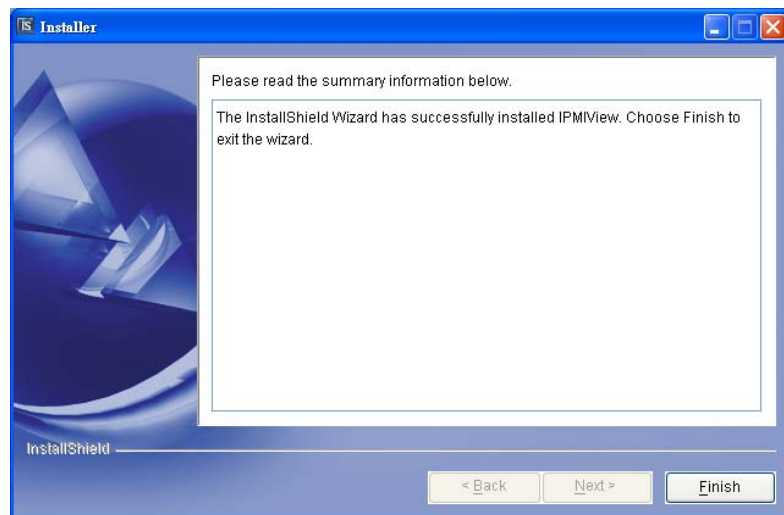 IS Installer
Please read the summary information below.
The InstallShield Wizard has successfully installed IPMIView. Choose Finish to
exit the wizard.
InstallShield
< Back Next > Finish